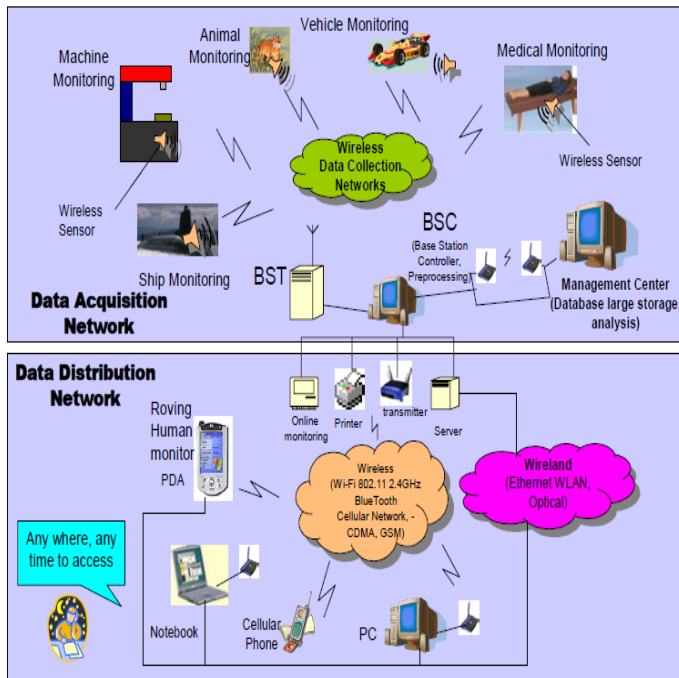 Machine
Monitoring
Animal
Monitoring
Vehicle Monitoring
Medical Monitoring
Wireless
Data Collection
Networks
Wireless Sensor
Wireless
Sensor
Ship Monitoring
BST
BSC
(Base Station
Controller,
Preprocessing)
Management Center
(Database large storage,
analysis)
Data Acquisition
Network
Data Distribution
Network
Online
monitoring
Printer
transmitter
Server
Roving
Human
monitor
PDA
Wireless
(Wi-Fi 802.11 2.4GHz
BlueTooth
Cellular Network, -
CDMA, GSM)
Wireland
(Ethernet WLAN,
Optical)
Any where, any
time to access
Notebook
Cellular
Phone
PC